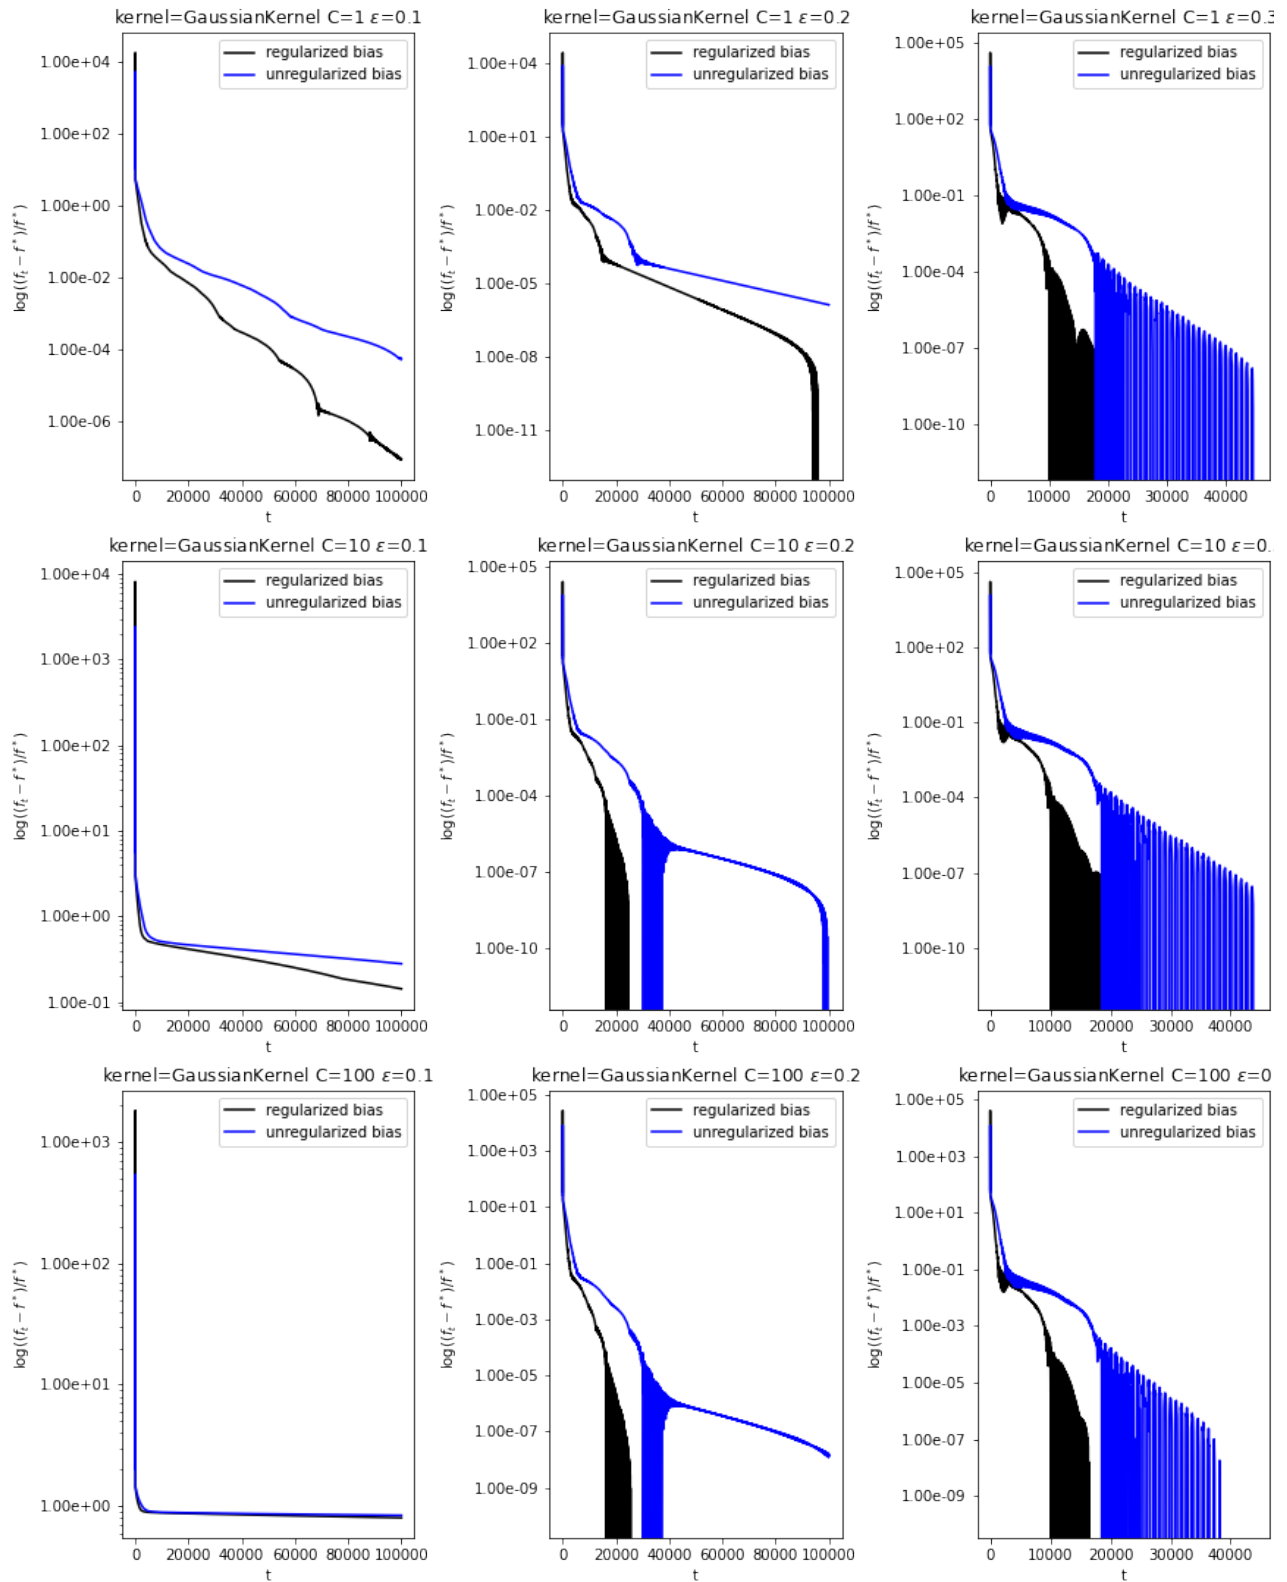 kernel=GaussianKernel C=1 ε=0.1
regularized bias
unregularized bias
1.00e+04
1.00e+02
1.00e+00
1.00e-02
1.00e-04
1.00e-06
log((f_t − f*)/f*)
0 20000 40000 60000 80000 100000
t
kernel=GaussianKernel C=1 ε=0.2
regularized bias
unregularized bias
1.00e+04
1.00e+01
1.00e-02
1.00e-05
1.00e-08
1.00e-11
log((f_t − f*)/f*)
0 20000 40000 60000 80000 100000
t
kernel=GaussianKernel C=1 ε=0.3
regularized bias
unregularized bias
1.00e+05
1.00e+02
1.00e-01
1.00e-04
1.00e-07
1.00e-10
log((f_t − f*)/f*)
0 10000 20000 30000 40000
t
kernel=GaussianKernel C=10 ε=0.1
regularized bias
unregularized bias
1.00e+04
1.00e+03
1.00e+02
1.00e+01
1.00e+00
1.00e-01
log((f_t − f*)/f*)
0 20000 40000 60000 80000 100000
t
kernel=GaussianKernel C=10 ε=0.2
regularized bias
unregularized bias
1.00e+05
1.00e+02
1.00e-01
1.00e-04
1.00e-07
1.00e-10
log((f_t − f*)/f*)
0 20000 40000 60000 80000 100000
t
kernel=GaussianKernel C=10 ε=0.
regularized bias
unregularized bias
1.00e+05
1.00e+02
1.00e-01
1.00e-04
1.00e-07
1.00e-10
log((f_t − f*)/f*)
0 10000 20000 30000 40000
t
kernel=GaussianKernel C=100 ε=0.1
regularized bias
unregularized bias
1.00e+03
1.00e+02
1.00e+01
1.00e+00
log((f_t − f*)/f*)
0 20000 40000 60000 80000 100000
t
kernel=GaussianKernel C=100 ε=0.2
regularized bias
unregularized bias
1.00e+05
1.00e+03
1.00e+01
1.00e-01
1.00e-03
1.00e-05
1.00e-07
1.00e-09
log((f_t − f*)/f*)
0 20000 40000 60000 80000 100000
t
kernel=GaussianKernel C=100 ε=0
regularized bias
unregularized bias
1.00e+05
1.00e+03
1.00e+01
1.00e-01
1.00e-03
1.00e-05
1.00e-07
1.00e-09
log((f_t − f*)/f*)
0 10000 20000 30000 40000
t